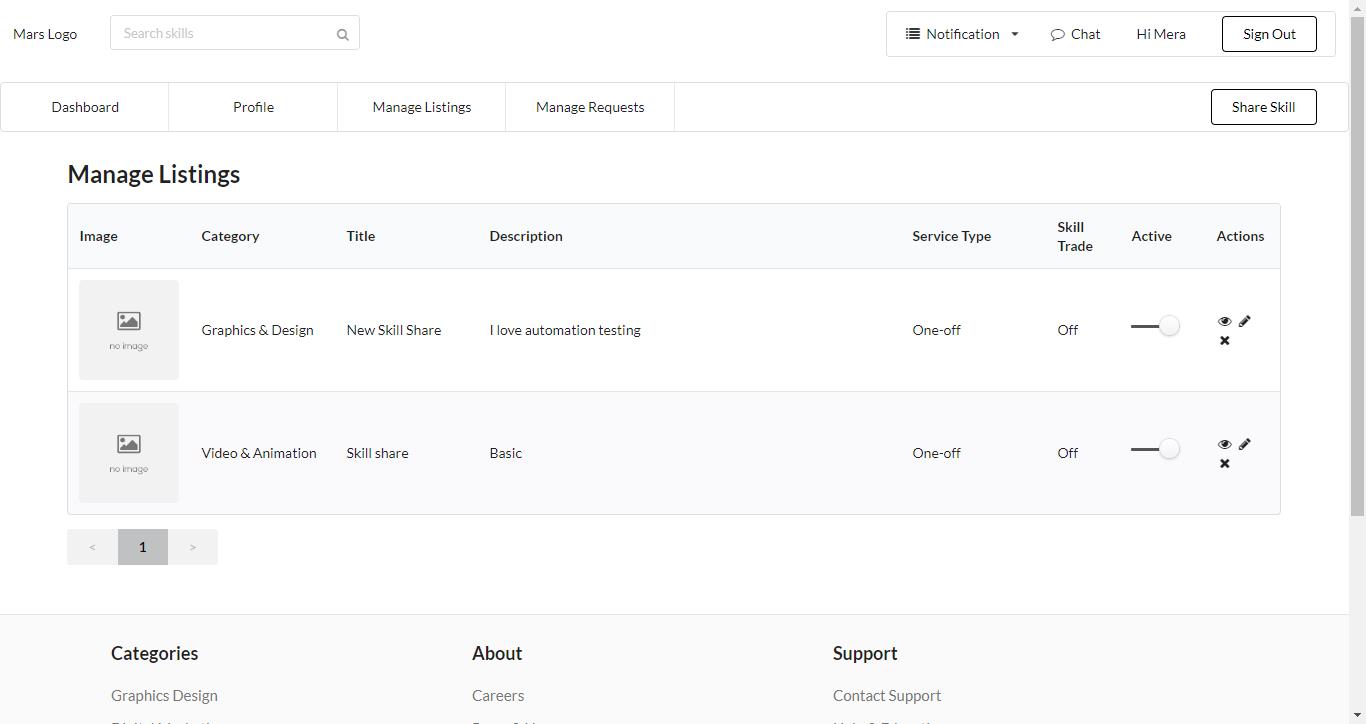 Mars Logo
Search skills
Notification
Chat
Hi Mera
Sign Out
Dashboard
Profile
Manage Listings
Manage Requests
Share Skill
Manage Listings
Image
Category
Title
Description
Service Type
Skill Trade
Active
Actions
no image
Graphics & Design
New Skill Share
I love automation testing
One-off
Off
no image
Video & Animation
Skill share
Basic
One-off
Off
<
1
>
Categories
About
Support
Graphics Design
Careers
Contact Support